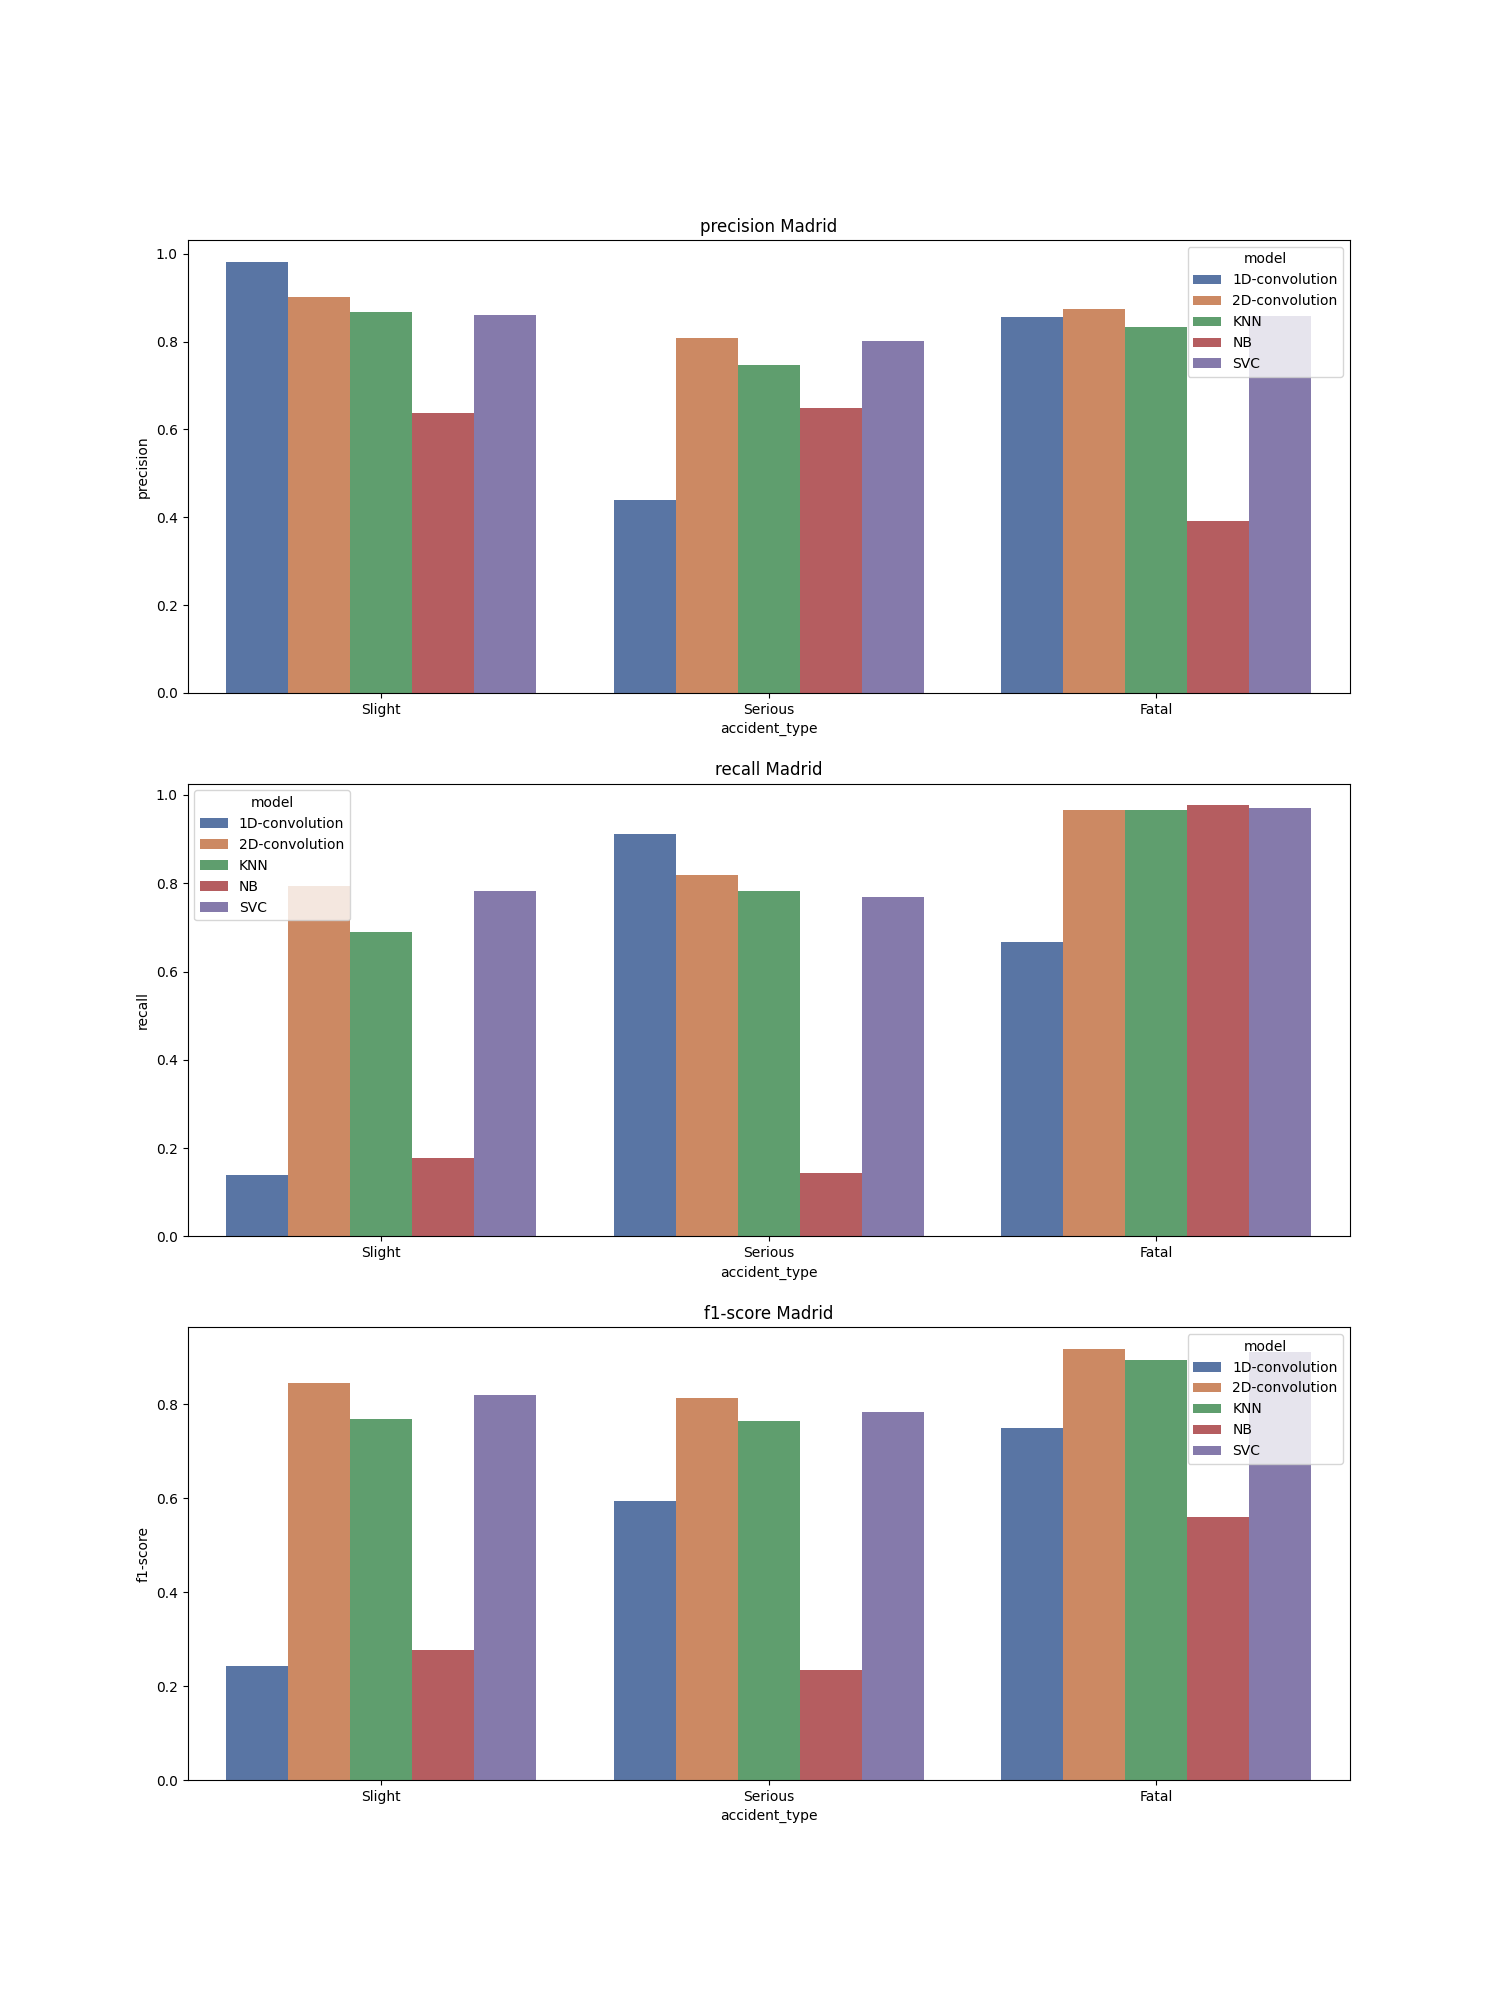 precision Madrid
1.0
0.8
0.6
0.4
0.2
0.0
precision
model
1D-convolution
2D-convolution
KNN
NB
SVC
Slight
Serious
Fatal
accident_type
recall Madrid
1.0
0.8
0.6
0.4
0.2
0.0
recall
model
1D-convolution
2D-convolution
KNN
NB
SVC
Slight
Serious
Fatal
accident_type
f1-score Madrid
0.8
0.6
0.4
0.2
0.0
f1-score
model
1D-convolution
2D-convolution
KNN
NB
SVC
Slight
Serious
Fatal
accident_type